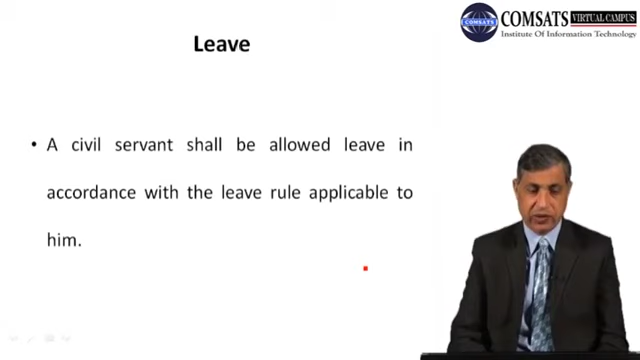 COMSATS
COMSATS VIRTUAL CAMPUS
Institute Of Information Technology
Leave
• A civil servant shall be allowed leave in
accordance with the leave rule applicable to
him.